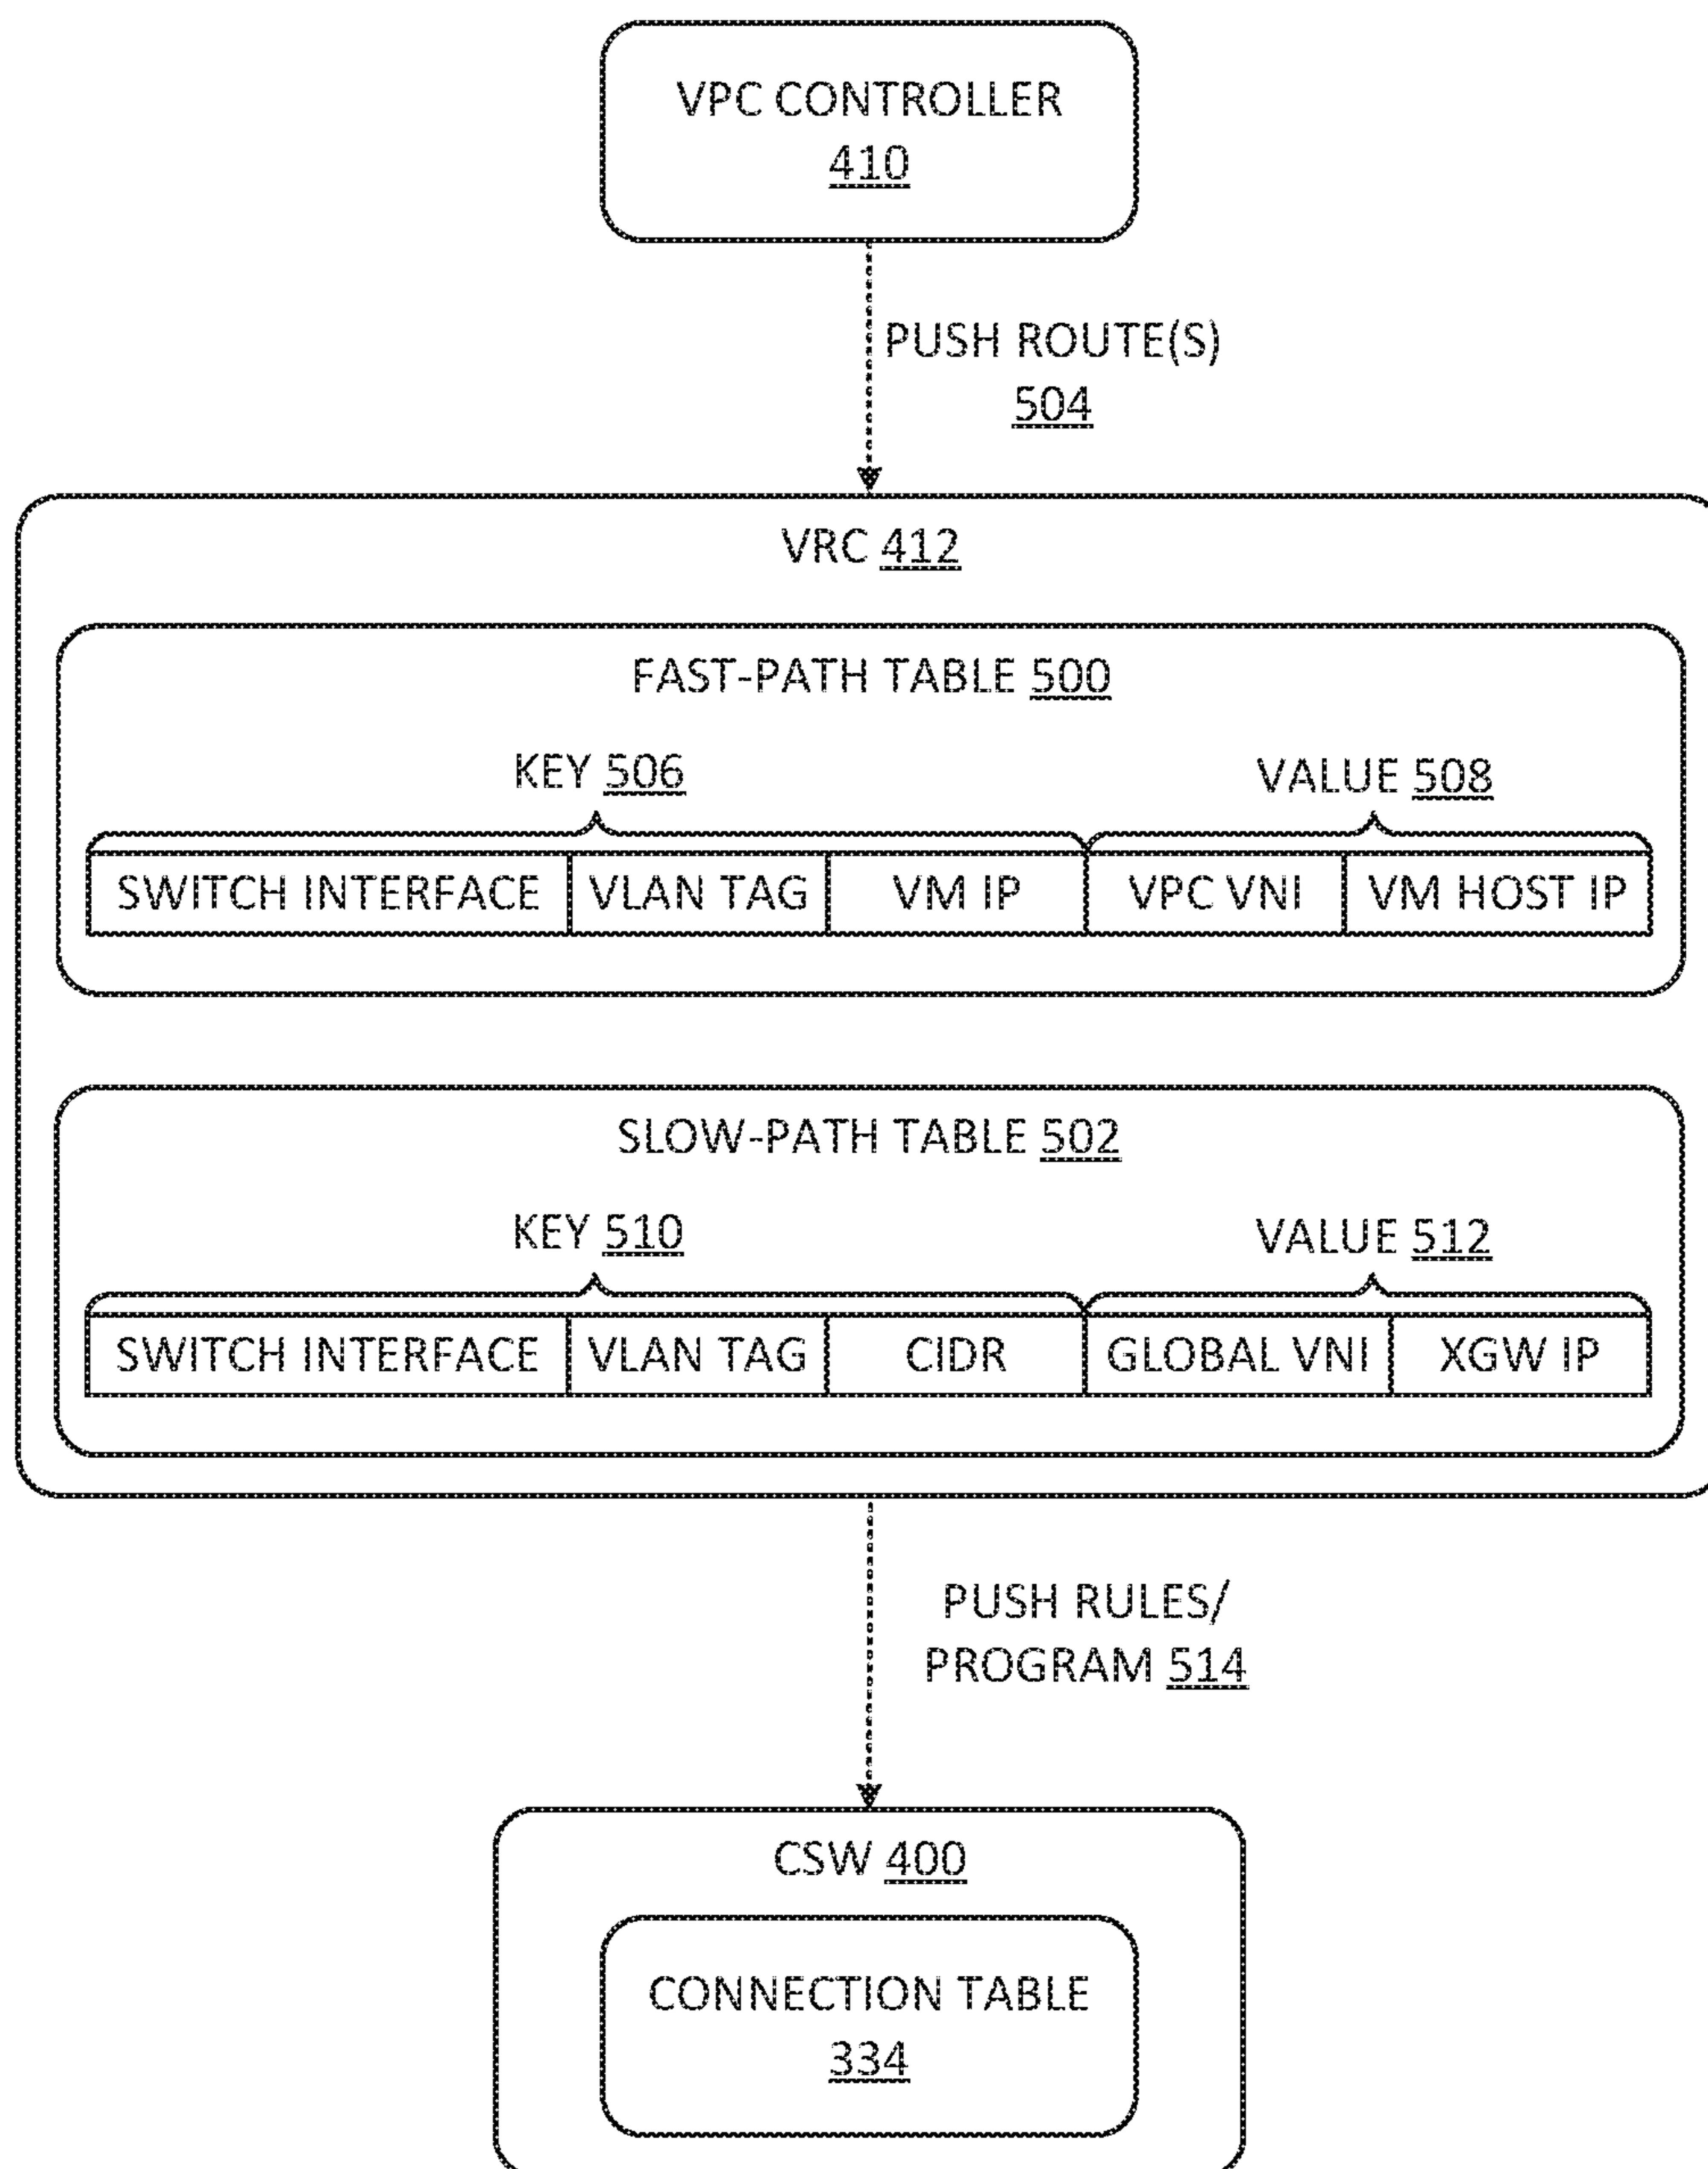 VPC CONTROLLER
410
PUSH ROUTE(S)
504
VRC 412
FAST-PATH TABLE 500
KEY 506 VALUE 508
SWITCH INTERFACE VLAN TAG VM IP VPC VNI VM HOST IP
SLOW-PATH TABLE 502
KEY 510 VALUE 512
SWITCH INTERFACE VLAN TAG CIDR GLOBAL VNI XGW IP
PUSH RULES/
PROGRAM 514
CSW 400
CONNECTION TABLE
334